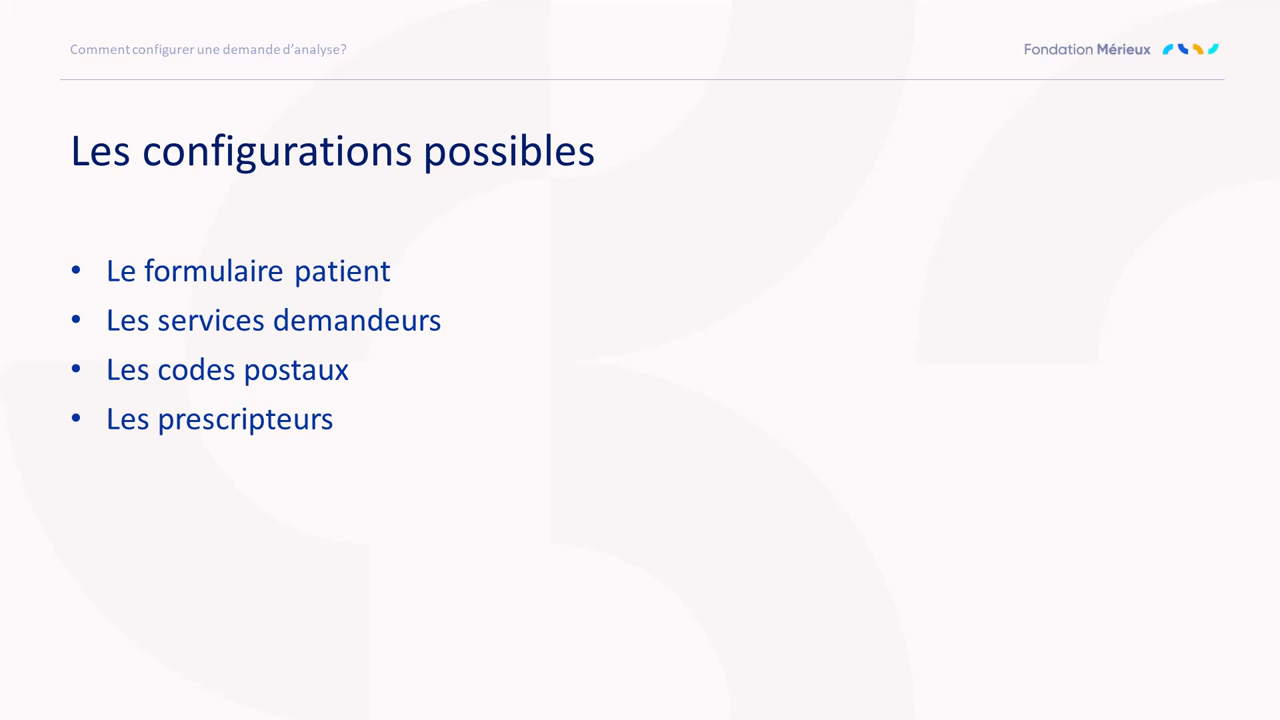 Comment configurer une demande d'analyse?
Fondation Mérieux
Les configurations possibles
• Le formulaire patient
• Les services demandeurs
• Les codes postaux
• Les prescripteurs